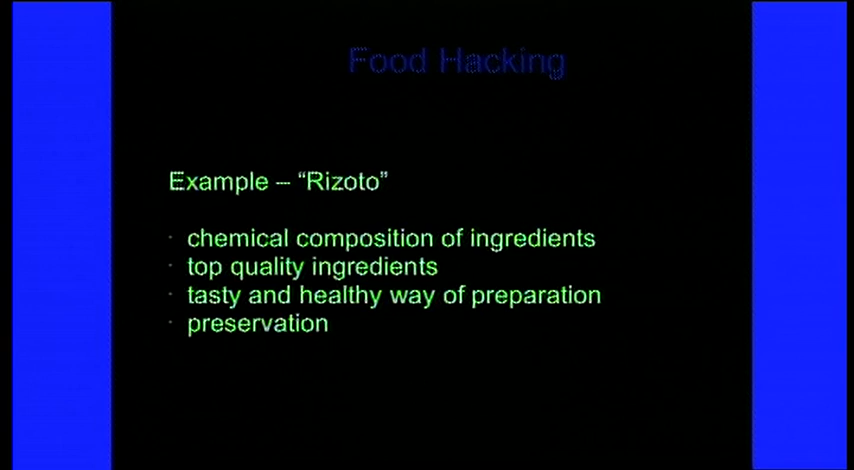 Food Hacking
Example – “Rizoto”
· chemical composition of ingredients
· top quality ingredients
· tasty and healthy way of preparation
· preservation